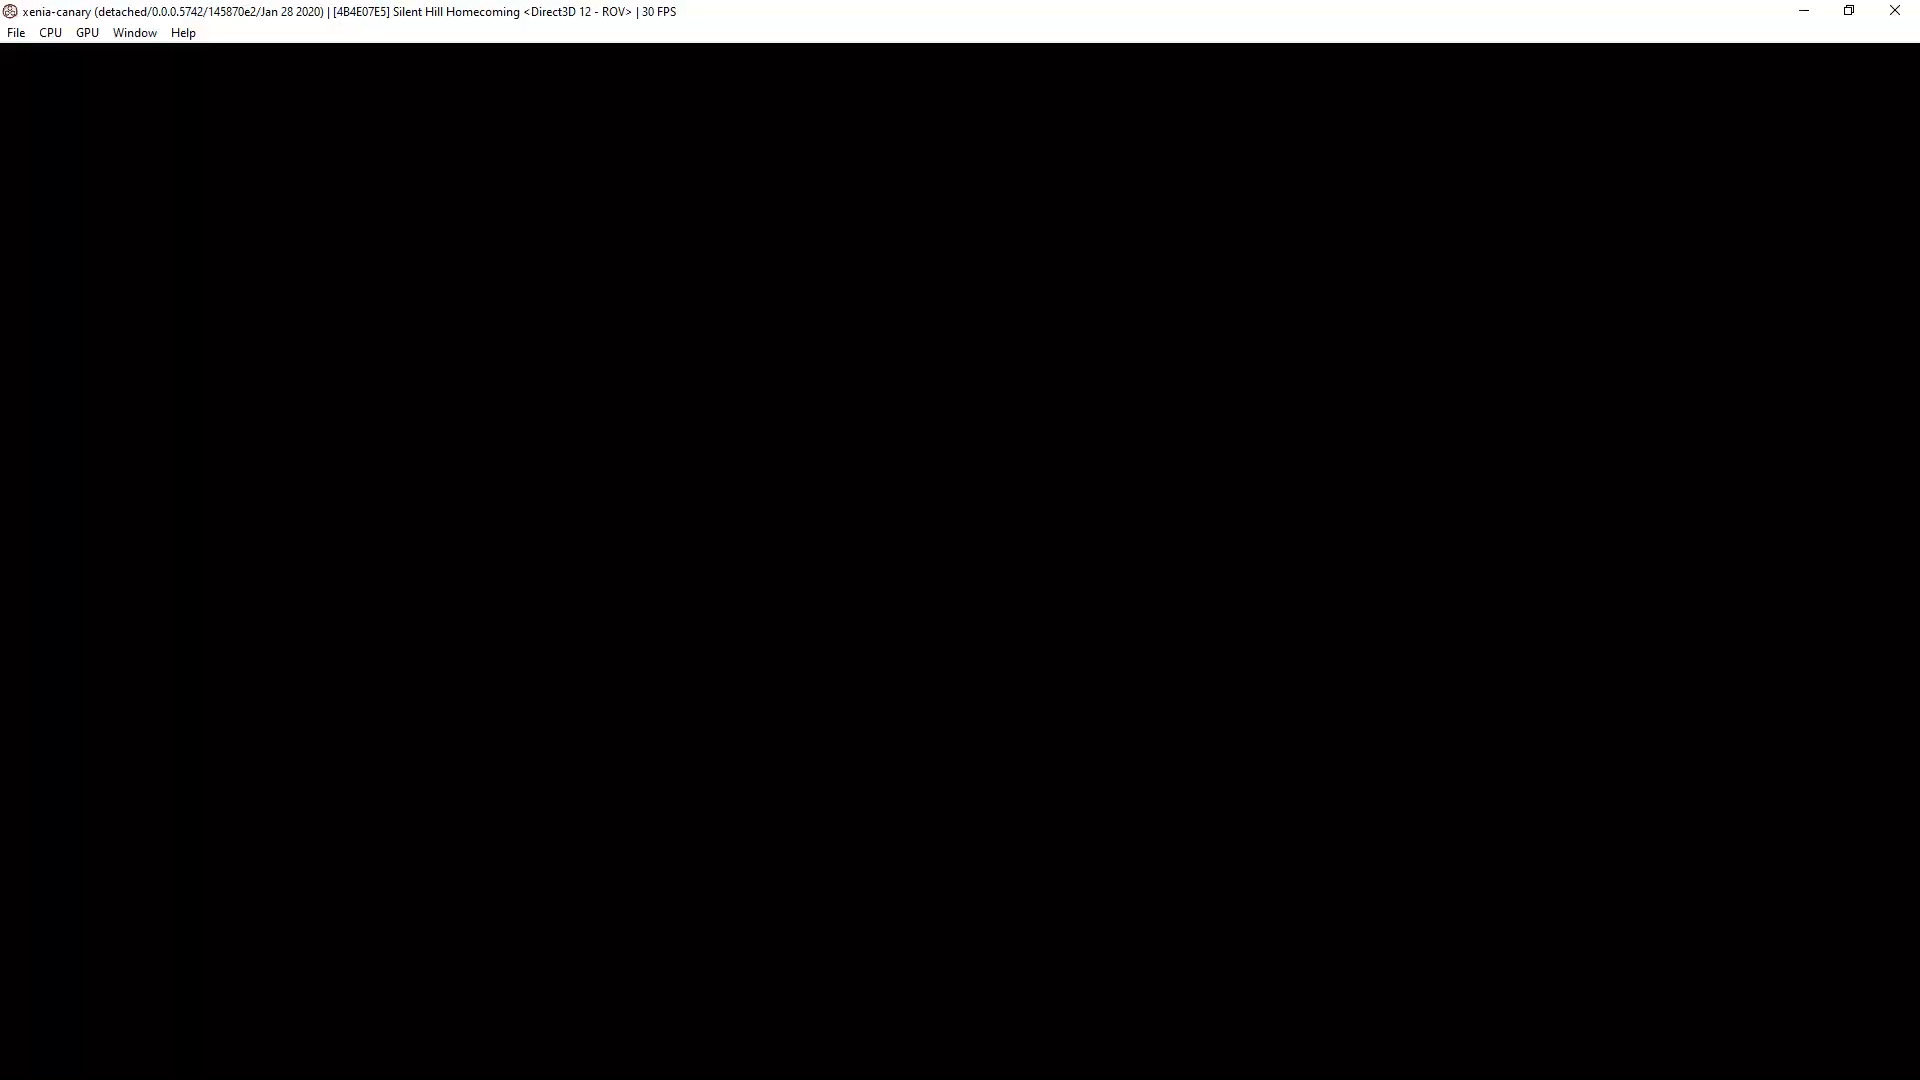 xenia-canary (detached/0.0.0.5742/145870e2/Jan 28 2020) | [4B4E07E5] Silent Hill Homecoming <Direct3D 12 - ROV> | 30 FPS
File CPU GPU Window Help